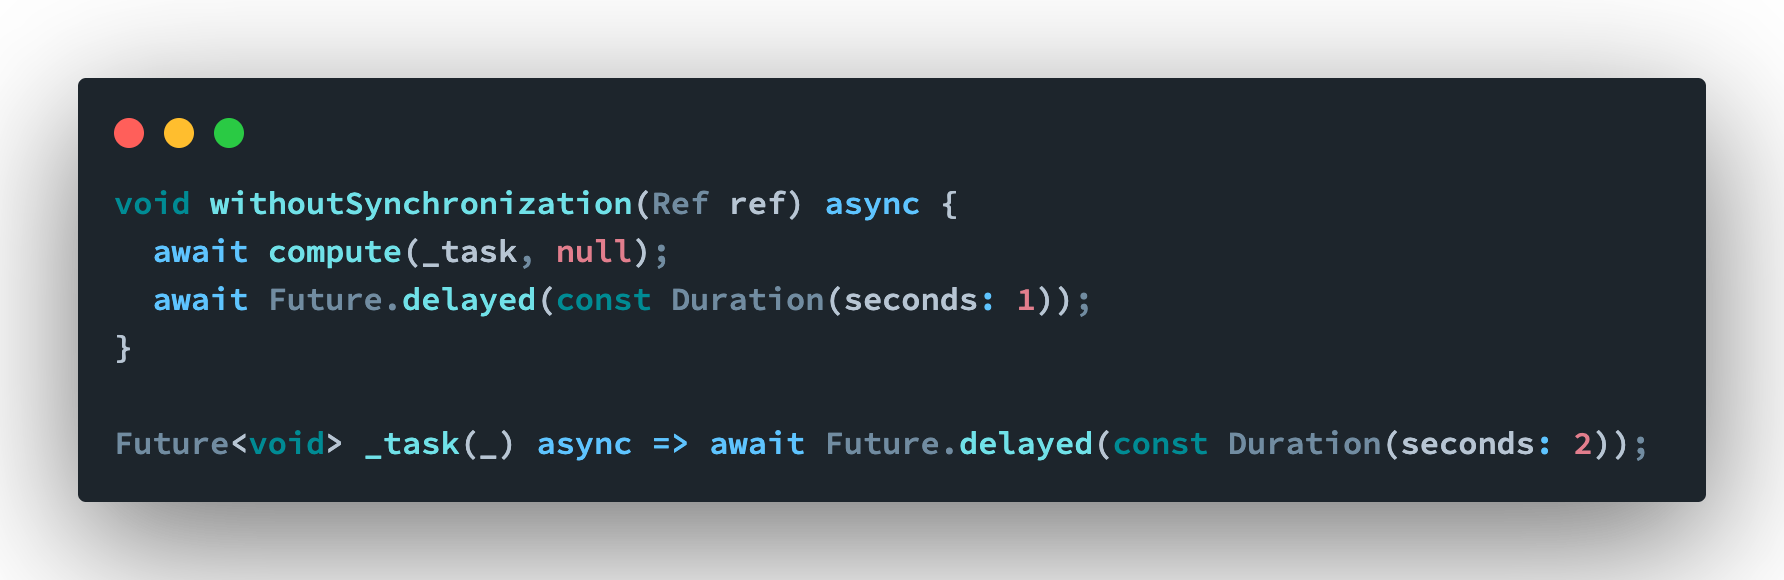 void withoutSynchronization(Ref ref) async {
  await compute(_task, null);
  await Future.delayed(const Duration(seconds: 1));
}

Future<void> _task(_) async => await Future.delayed(const Duration(seconds: 2));